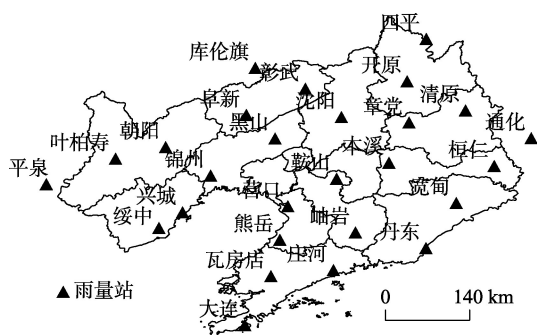 四平
库伦旗
彰武
开原
阜新
沈阳
章党
清原
黑山
通化
朝阳
叶柏寿
本溪
桓仁
平泉
锦州
鞍山
宽甸
兴城
营口
绥中
熊岳
岫岩
丹东
瓦房店
庄河
雨量站
大连
0 140 km